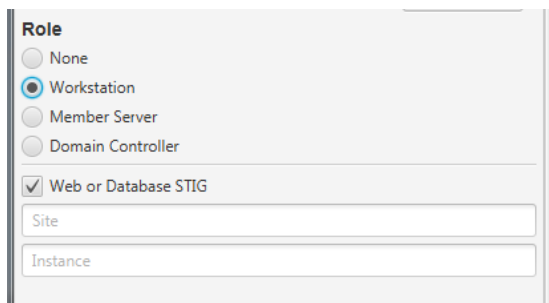 Role
None
Workstation
Member Server
Domain Controller
Web or Database STIG
Site
Instance